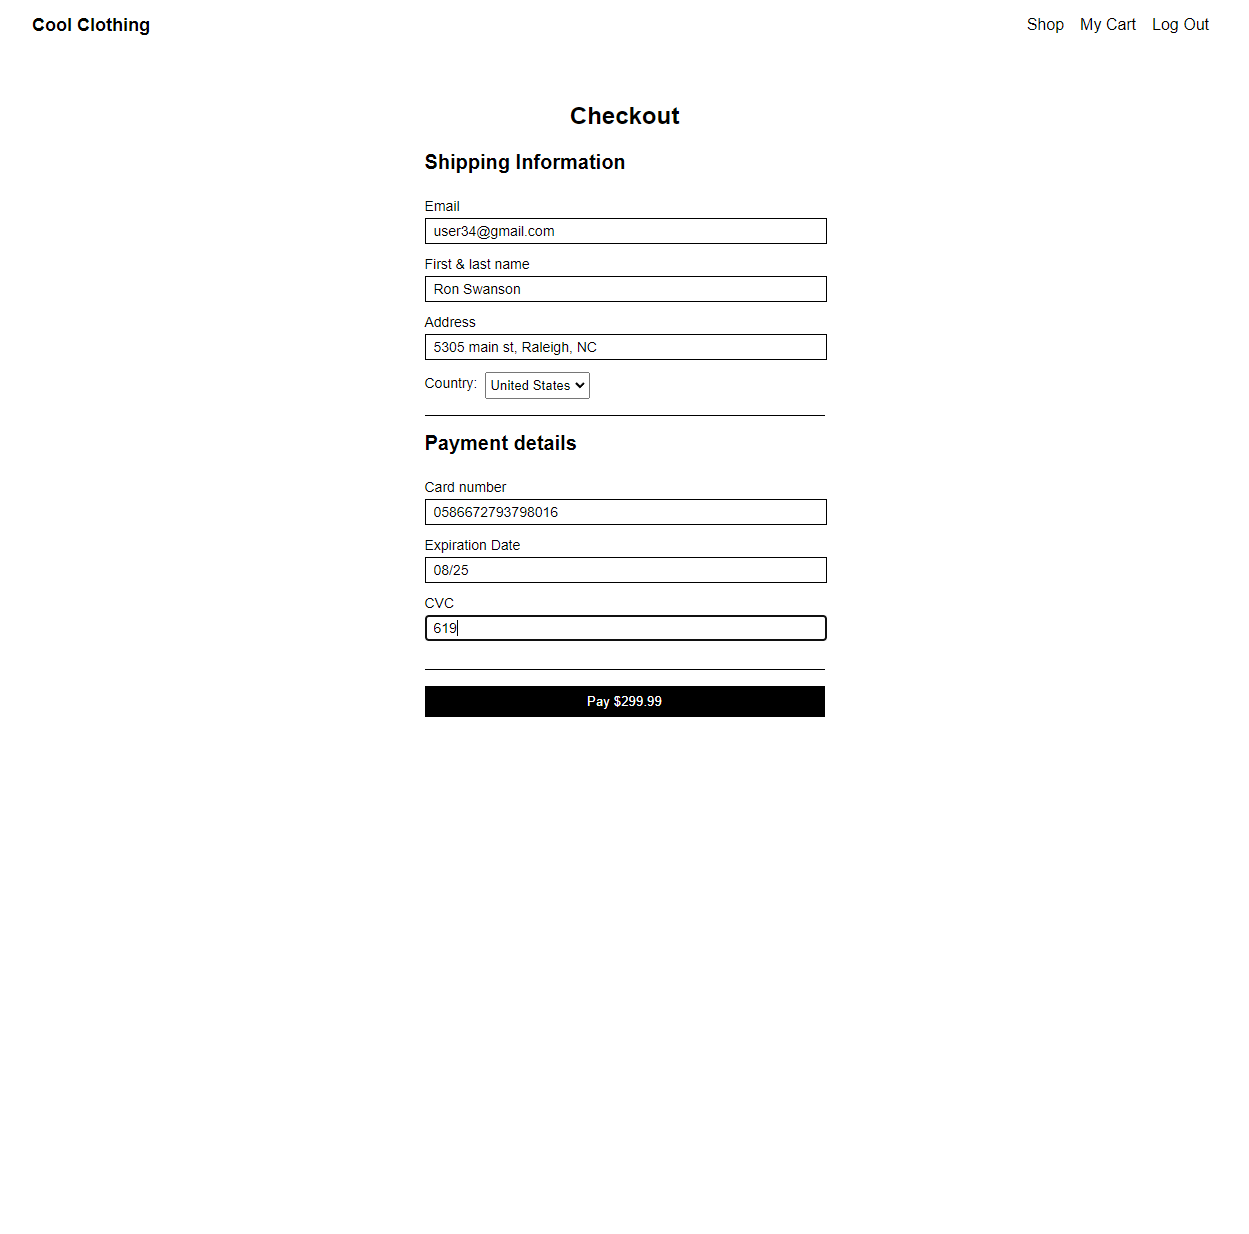 Cool Clothing
Shop My Cart Log Out
Checkout
Shipping Information
Email
user34@gmail.com
First & last name
Ron Swanson
Address
5305 main st, Raleigh, NC
Country: United States
Payment details
Card number
0586672793798016
Expiration Date
08/25
CVC
619
Pay $299.99